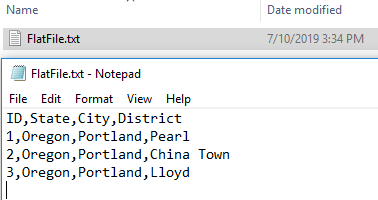 Name Date modified
FlatFile.txt 7/10/2019 3:34 PM
FlatFile.txt - Notepad
File Edit Format View Help
ID,State,City,District
1,Oregon,Portland,Pearl
2,Oregon,Portland,China Town
3,Oregon,Portland,Lloyd